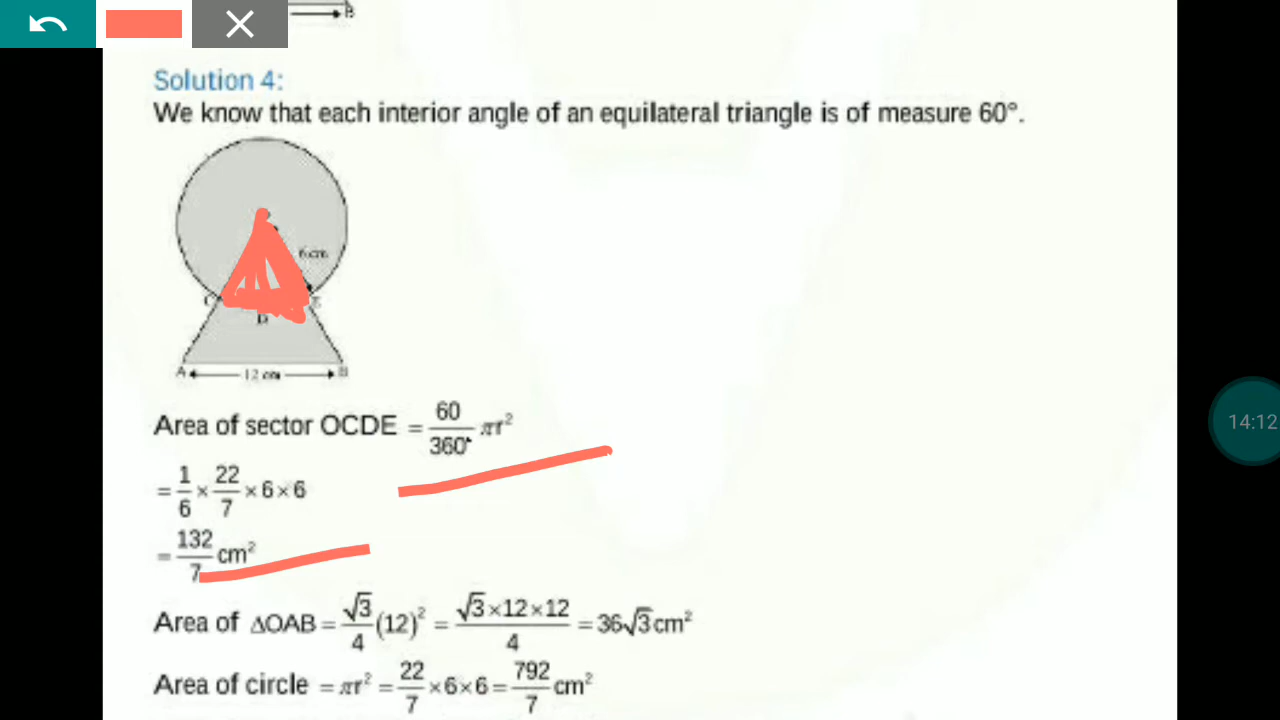 B
Solution 4:
We know that each interior angle of an equilateral triangle is of measure 60°.
6 cm
C E
D
A 12 cm B
Area of sector OCDE = 60/360° πr²
= 1/6 × 22/7 × 6 × 6
= 132/7 cm²
Area of ΔOAB = √3/4 (12)² = √3×12×12/4 = 36√3 cm²
Area of circle = πr² = 22/7 × 6 × 6 = 792/7 cm²
14:12